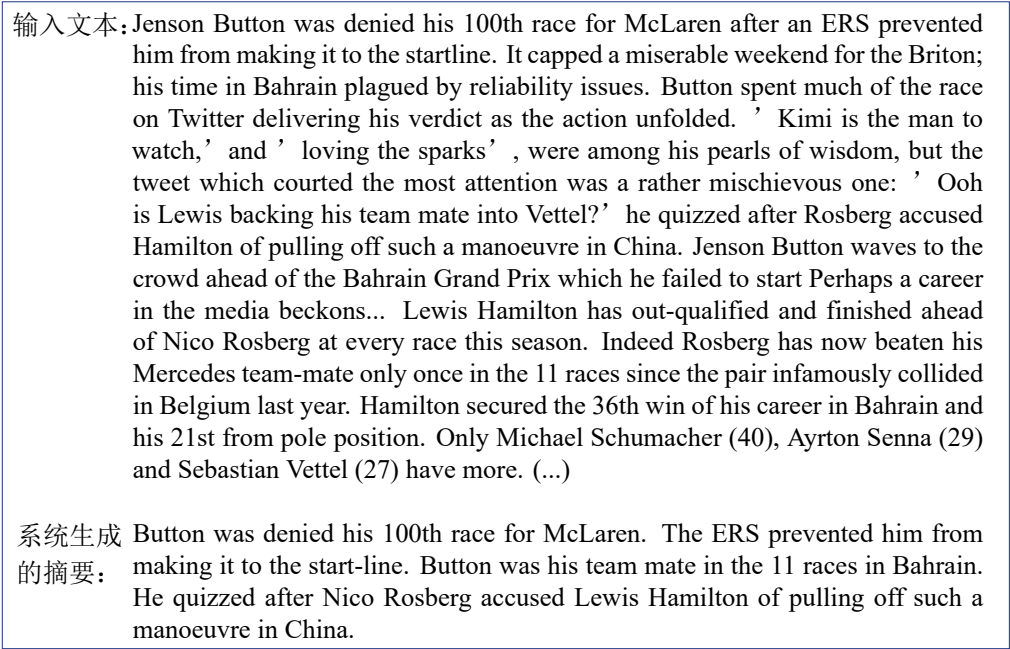 输入文本: Jenson Button was denied his 100th race for McLaren after an ERS prevented
him from making it to the startline. It capped a miserable weekend for the Briton;
his time in Bahrain plagued by reliability issues. Button spent much of the race
on Twitter delivering his verdict as the action unfolded. ’ Kimi is the man to
watch,’ and ’ loving the sparks’ , were among his pearls of wisdom, but the
tweet which courted the most attention was a rather mischievous one: ’ Ooh
is Lewis backing his team mate into Vettel?’ he quizzed after Rosberg accused
Hamilton of pulling off such a manoeuvre in China. Jenson Button waves to the
crowd ahead of the Bahrain Grand Prix which he failed to start Perhaps a career
in the media beckons... Lewis Hamilton has out-qualified and finished ahead
of Nico Rosberg at every race this season. Indeed Rosberg has now beaten his
Mercedes team-mate only once in the 11 races since the pair infamously collided
in Belgium last year. Hamilton secured the 36th win of his career in Bahrain and
his 21st from pole position. Only Michael Schumacher (40), Ayrton Senna (29)
and Sebastian Vettel (27) have more. (...)
系统生成 Button was denied his 100th race for McLaren. The ERS prevented him from
的摘要： making it to the start-line. Button was his team mate in the 11 races in Bahrain.
He quizzed after Nico Rosberg accused Lewis Hamilton of pulling off such a
manoeuvre in China.